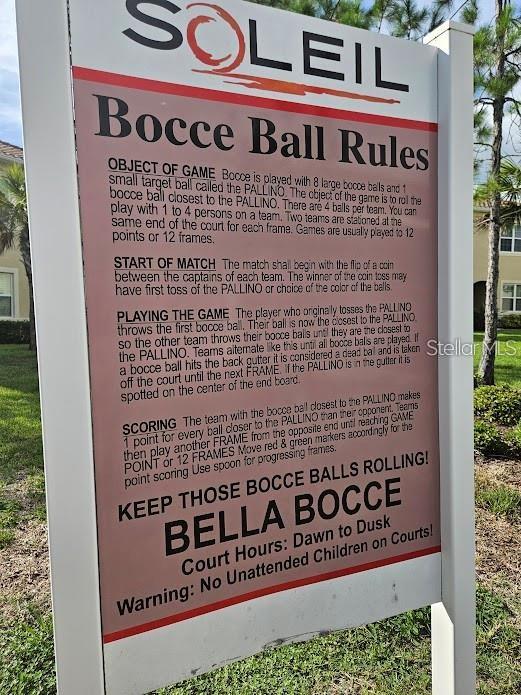 SOLEIL
Bocce Ball Rules
OBJECT OF GAME Bocce is played with 8 large bocce balls and 1
small target ball called the PALLINO. The object of the game is to roll the
bocce ball closest to the PALLINO. There are 4 balls per team. You can
play with 1 to 4 persons on a team. Two teams are stationed at the
same end of the court for each frame. Games are usually played to 12
points or 12 frames.
START OF MATCH The match shall begin with the flip of a coin
between the captains of each team. The winner of the coin toss may
have first toss of the PALLINO or choice of the color of the balls.
PLAYING THE GAME The player who originally tosses the PALLINO
throws the first bocce ball. Their ball is now the closest to the PALLINO,
so the other team throws their bocce balls until they are the closest to
the PALLINO. Teams alternate like this until all bocce balls are played. If
a bocce ball hits the back gutter it is considered a dead ball and is taken
off the court until the next FRAME. If the PALLINO is in the gutter it is
spotted on the center of the end board.
SCORING The team with the bocce ball closest to the PALLINO makes
1 point for every ball closer to the PALLINO than their opponent. Teams
then play another FRAME from the opposite end until reaching GAME
POINT or 12 FRAMES Move red & green markers accordingly for the
point scoring Use spoon for progressing frames.
KEEP THOSE BOCCE BALLS ROLLING!
BELLA BOCCE
Court Hours: Dawn to Dusk
Warning: No Unattended Children on Courts!
Stellar MLS